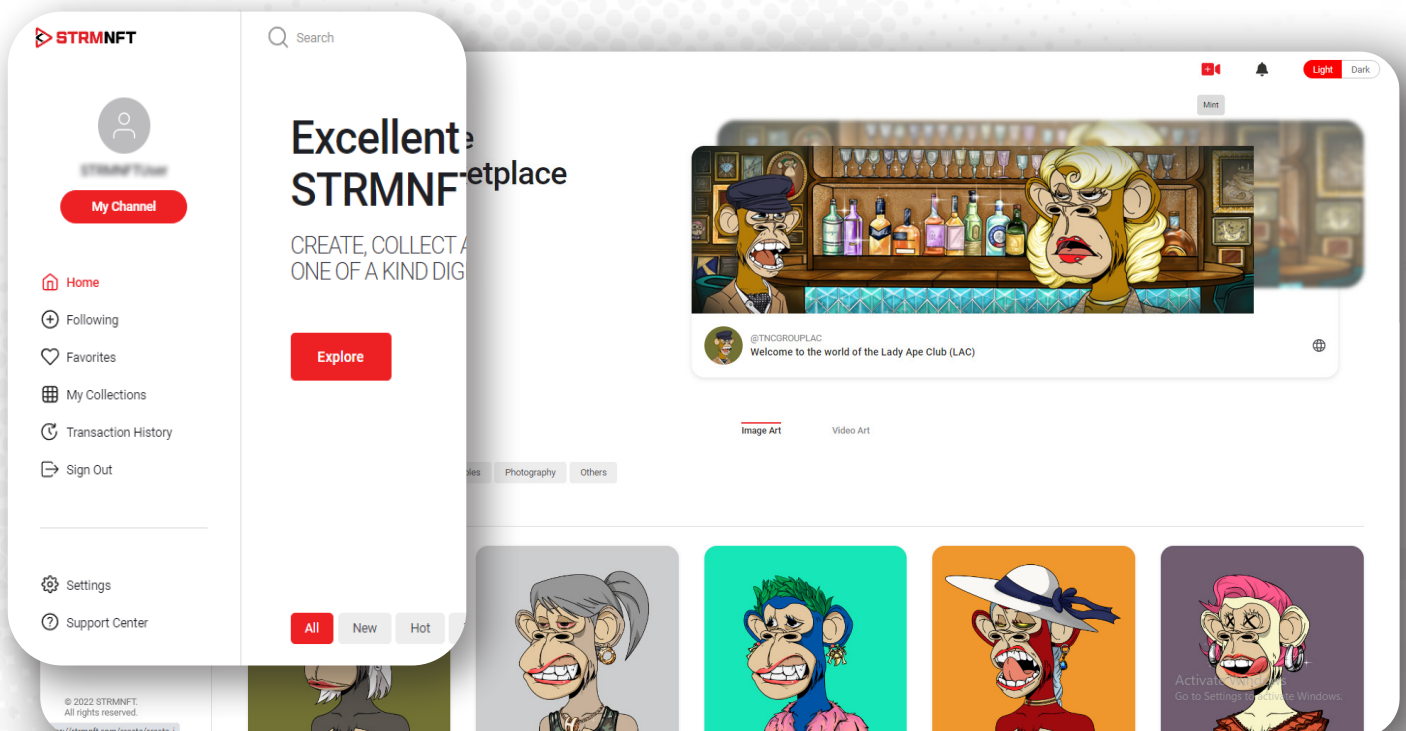 STRMNFT
Search
My Channel
Home
Following
Favorites
My Collections
Transaction History
Sign Out
Settings
Support Center
© 2022 STRMNFT.
All rights reserved.
Excellent
STRMNF
etplace
CREATE, COLLECT A
ONE OF A KIND DIG
Explore
All
New
Hot
Photography
Others
Light
Dark
Mint
@TNCGROUPLAC
Welcome to the world of the Lady Ape Club (LAC)
Image Art
Video Art
Activate Windows
Go to Settings to activate Windows.